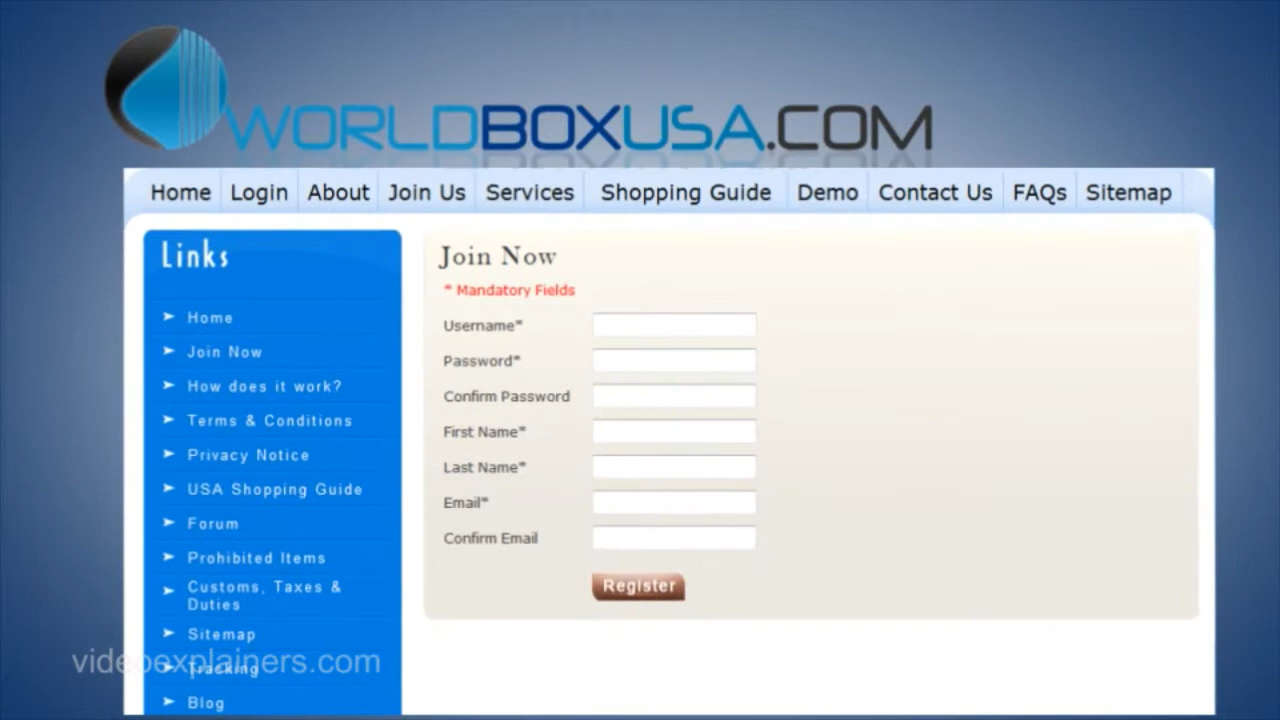 WORLDBOXUSA.COM
Home Login About Join Us Services Shopping Guide Demo Contact Us FAQs Sitemap
Links
Home
Join Now
How does it work?
Terms & Conditions
Privacy Notice
USA Shopping Guide
Forum
Prohibited Items
Customs, Taxes &
Duties
Sitemap
Tracking
Blog
Join Now
* Mandatory Fields
Username*
Password*
Confirm Password
First Name*
Last Name*
Email*
Confirm Email
Register
videoexplainers.com